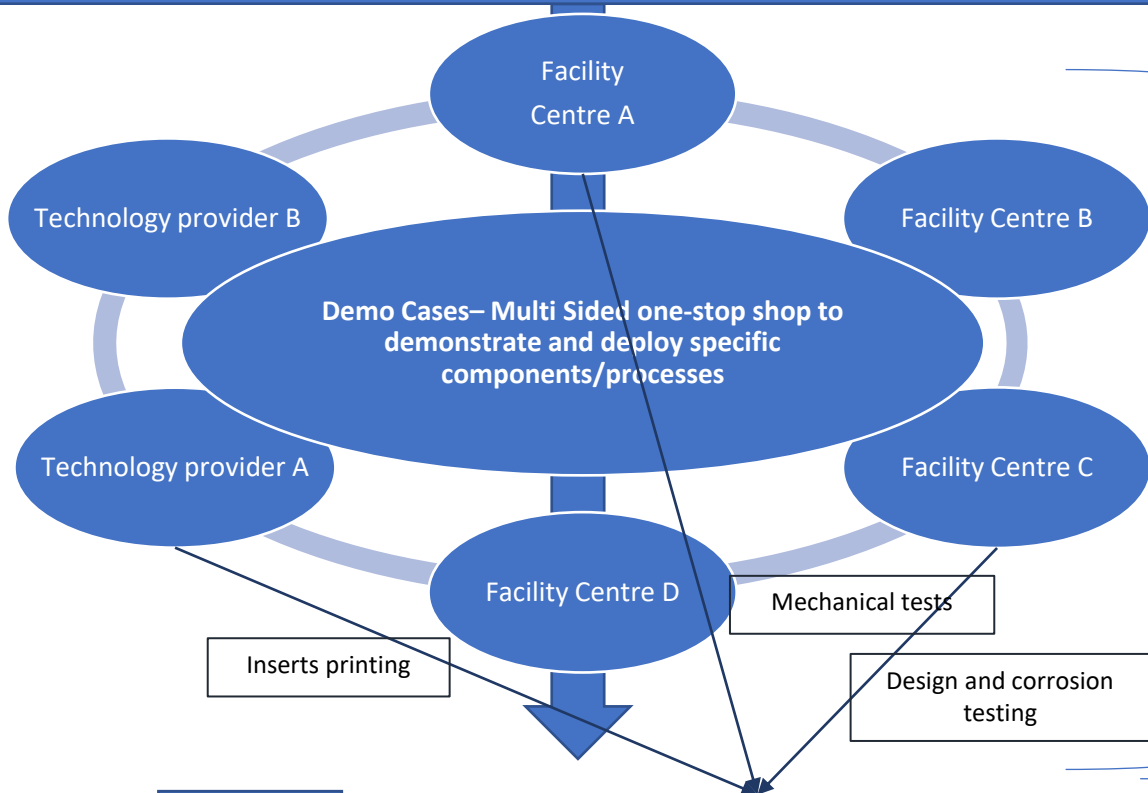 Facility
Centre A
Technology provider B
Facility Centre B
Demo Cases– Multi Sided one-stop shop to
demonstrate and deploy specific
components/processes
Technology provider A
Facility Centre C
Facility Centre D
Mechanical tests
Inserts printing
Design and corrosion
testing